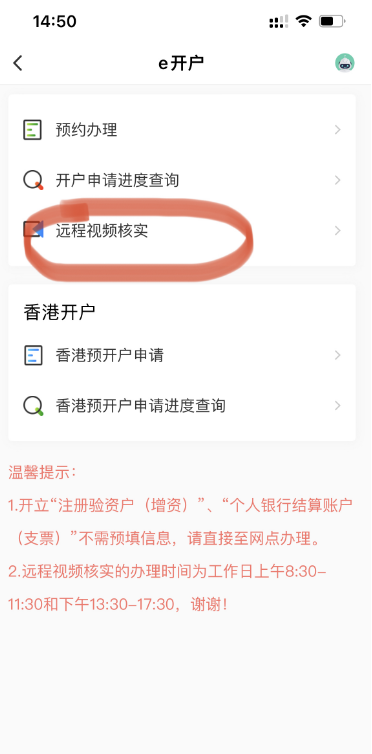 14:50
e开户
预约办理
开户申请进度查询
远程视频核实
香港开户
香港预开户申请
香港预开户申请进度查询
温馨提示：
1.开立“注册验资户（增资）”、“个人银行结算账户
（支票）”不需预填信息，请直接至网点办理。
2.远程视频核实的办理时间为工作日上午8:30-
11:30和下午13:30-17:30，谢谢！